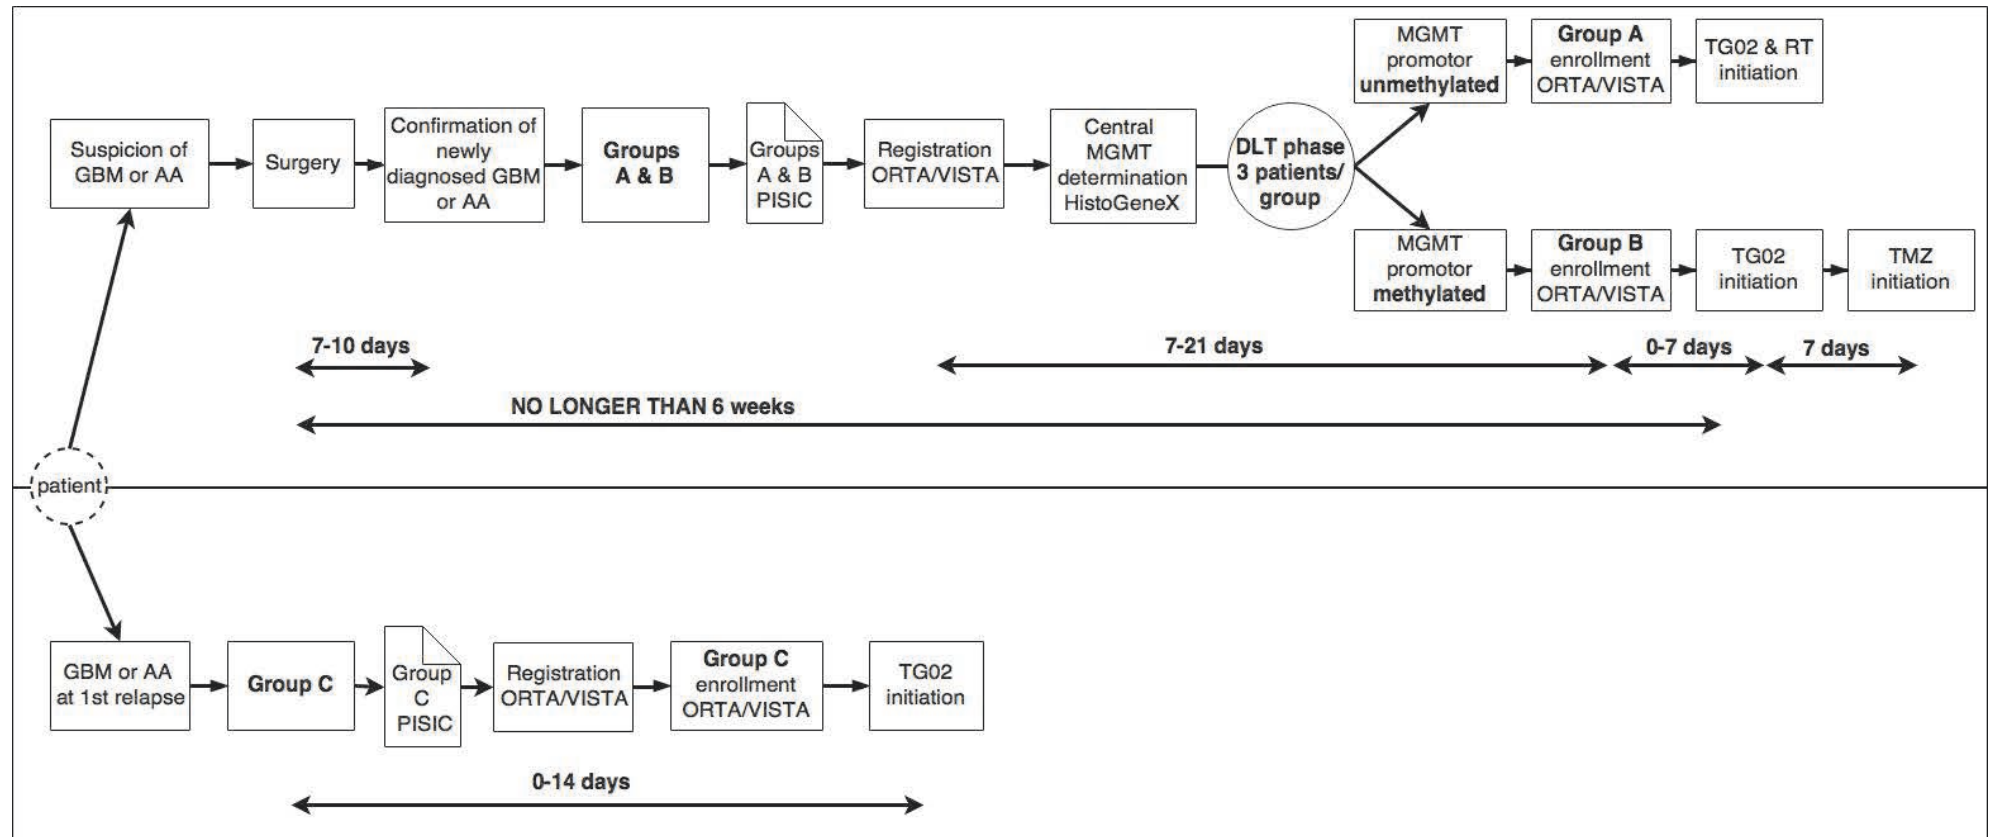 Suspicion of
GBM or AA
Surgery
Confirmation of
newly
diagnosed GBM
or AA
Groups
A & B
Groups
A & B
PISIC
Registration
ORTA/VISTA
Central
MGMT
determination
HistoGeneX
DLT phase
3 patients/
group
MGMT
promotor
unmethylated
Group A
enrollment
ORTA/VISTA
TG02 & RT
initiation
MGMT
promotor
methylated
Group B
enrollment
ORTA/VISTA
TG02
initiation
TMZ
initiation
7-10 days
7-21 days
0-7 days
7 days
NO LONGER THAN 6 weeks
patient
GBM or AA
at 1st relapse
Group C
Group
C
PISIC
Registration
ORTA/VISTA
Group C
enrollment
ORTA/VISTA
TG02
initiation
0-14 days